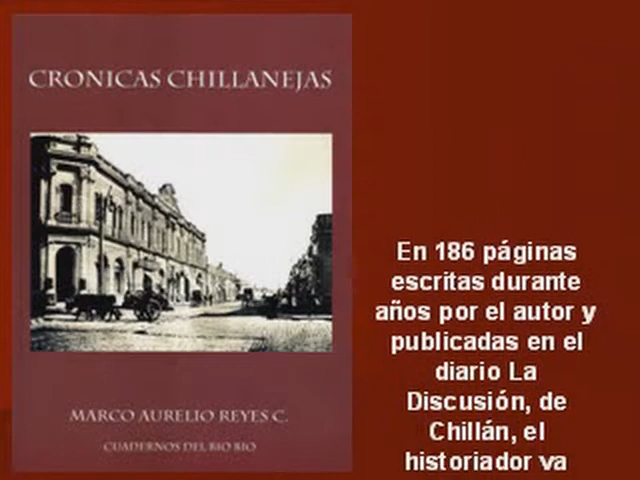 CRONICAS CHILLANEJAS
MARCO AURELIO REYES C.
CUADERNOS DEL BIO BIO
En 186 páginas
escritas durante
años por el autor y
publicadas en el
diario La
Discusión, de
Chillán, el
historiador va